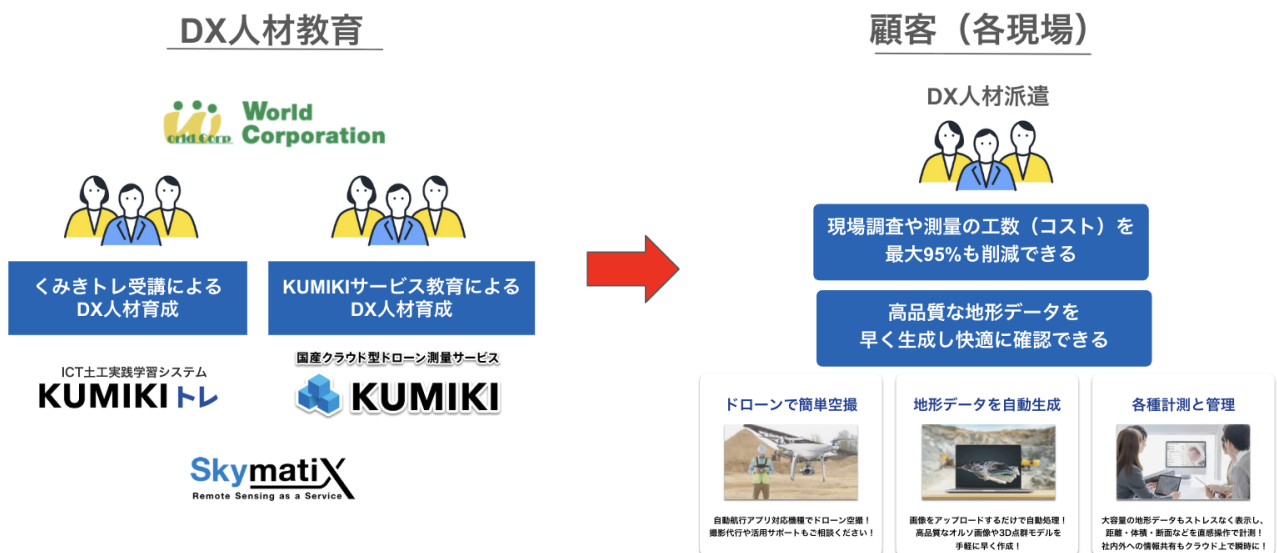 DX人材教育
World
Corporation
orld Corp
くみきトレ受講による
DX人材育成
KUMIKIサービス教育による
DX人材育成
ICT土工実践学習システム
KUMIKIトレ
国産クラウド型ドローン測量サービス
KUMIKI
SkymatiX
Remote Sensing as a Service
顧客（各現場）
DX人材派遣
現場調査や測量の工数（コスト）を
最大95%も削減できる
高品質な地形データを
早く生成し快適に確認できる
ドローンで簡単空撮
自動航行アプリ対応機種でドローン空撮！
撮影代行や活用サポートもご相談ください！
地形データを自動生成
画像をアップロードするだけで自動処理！
高品質なオルソ画像や3D点群モデルを
手軽に早く作成！
各種計測と管理
大容量の地形データもストレスなく表示し、
距離・体積・断面などを直感操作で計測！
社内外への情報共有もクラウド上で瞬時に！